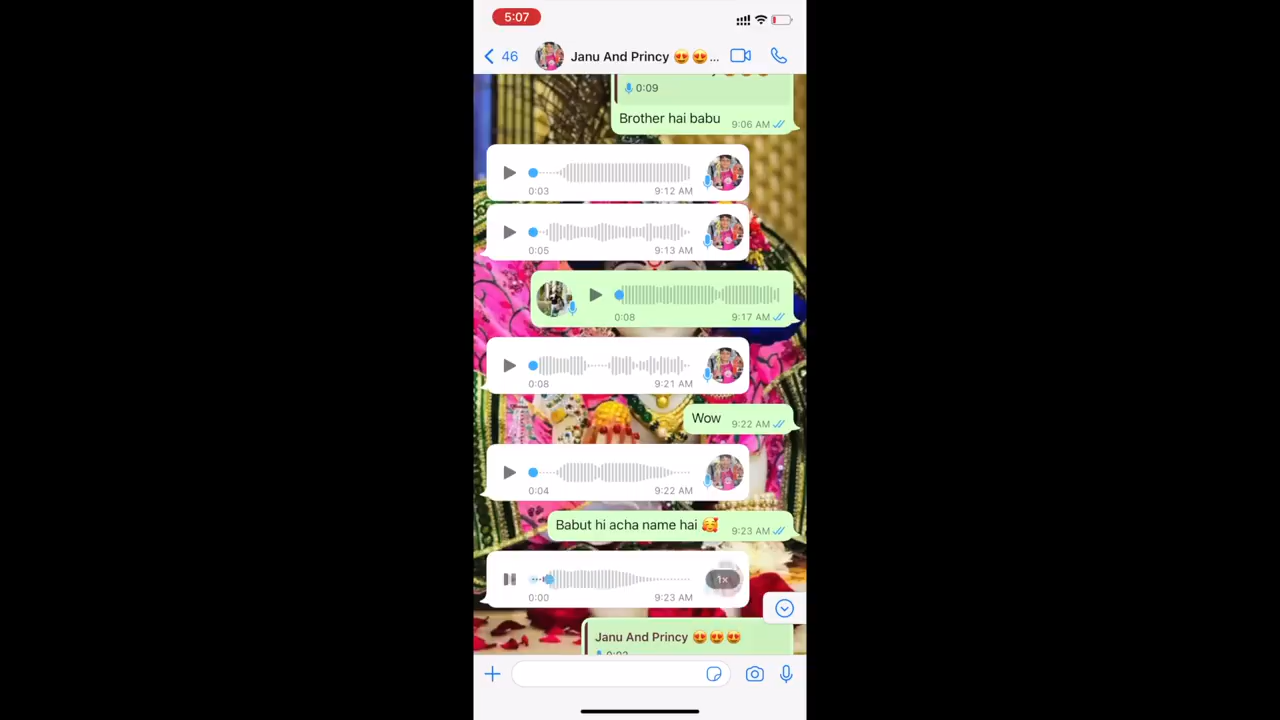 5:07
46
Janu And Princy 😍😍...
0:09
Brother hai babu
9:06 AM
0:03
9:12 AM
0:05
9:13 AM
0:08
9:17 AM
0:08
9:21 AM
Wow
9:22 AM
0:04
9:22 AM
Babut hi acha name hai 🥰
9:23 AM
1×
0:00
9:23 AM
Janu And Princy 😍😍😍